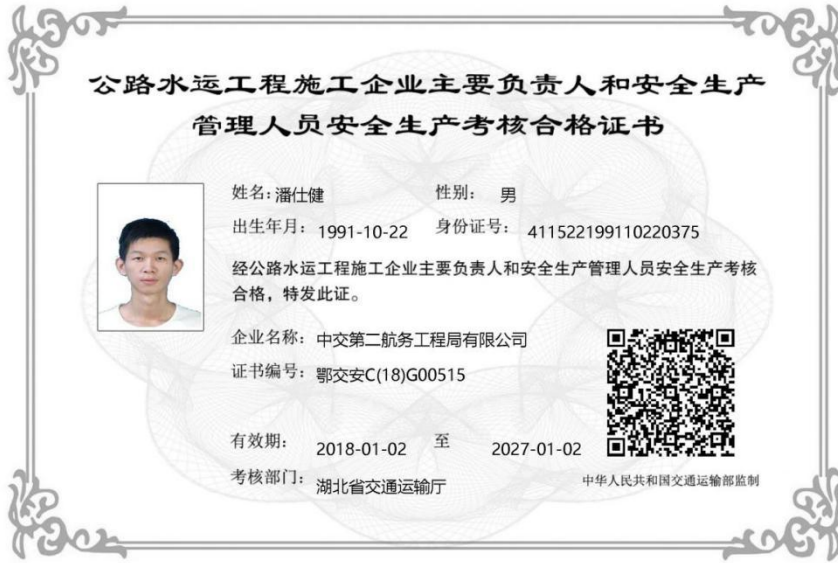 公路水运工程施工企业主要负责人和安全生产
管理人员安全生产考核合格证书
姓名：潘仕健 性别： 男
出生年月： 1991-10-22 身份证号： 411522199110220375
经公路水运工程施工企业主要负责人和安全生产管理人员安全生产考核
合格，特发此证。
企业名称： 中交第二航务工程局有限公司
证书编号： 鄂交安C(18)G00515
有效期： 2018-01-02 至 2027-01-02
考核部门： 湖北省交通运输厅
中华人民共和国交通运输部监制